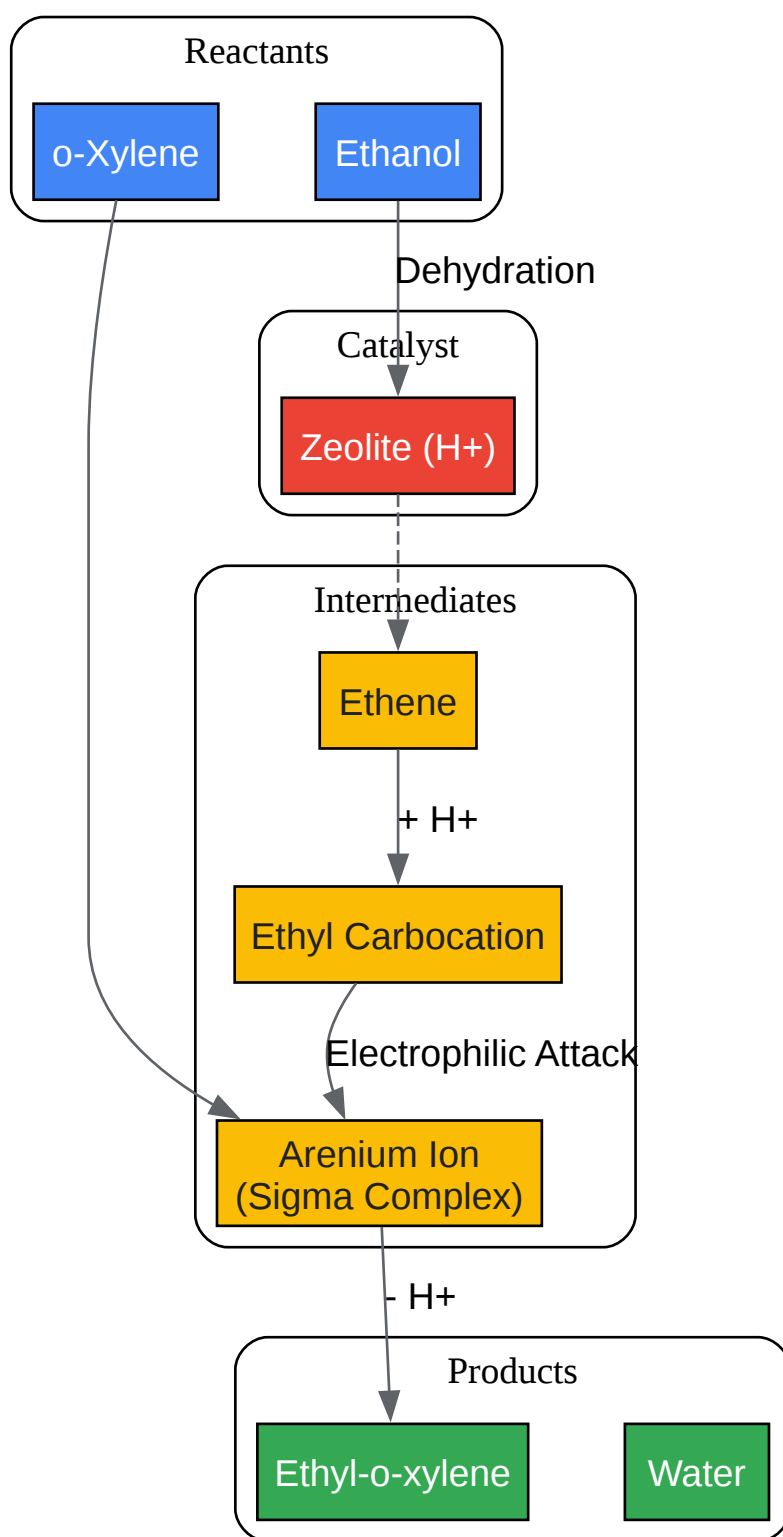 Reactants
o-Xylene
Ethanol
Dehydration
Catalyst
Zeolite (H+)
Intermediates
Ethene
+ H+
Ethyl Carbocation
Electrophilic Attack
Arenium Ion
(Sigma Complex)
- H+
Products
Ethyl-o-xylene
Water